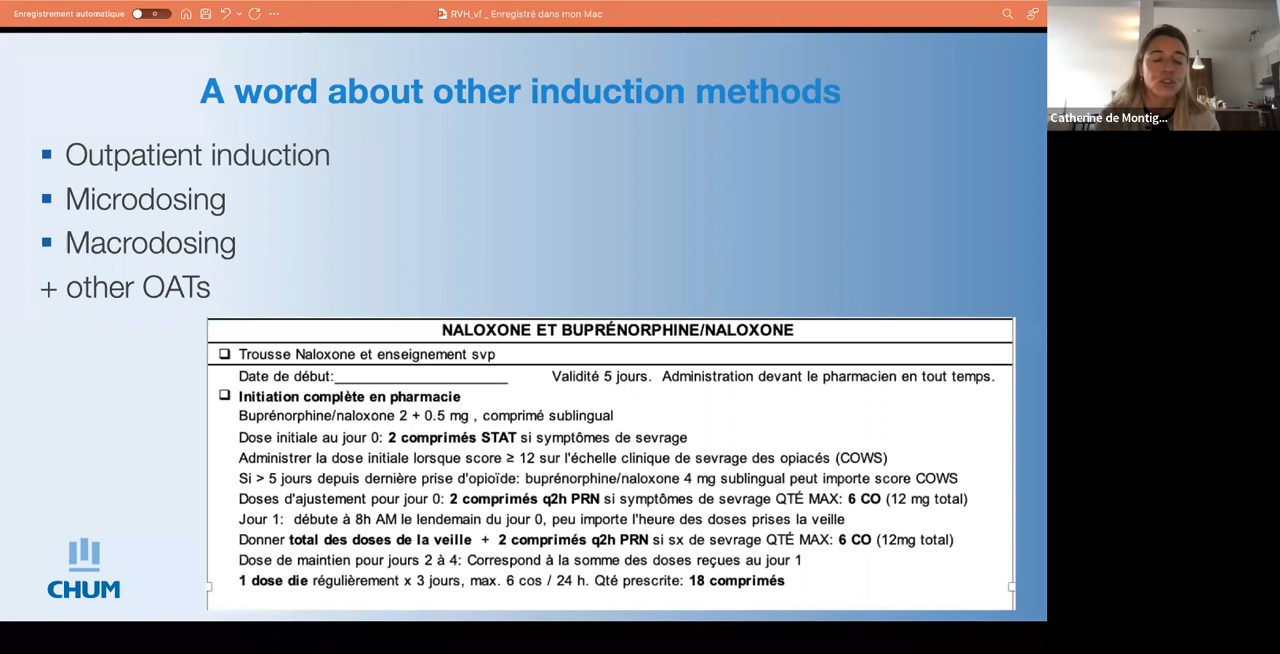 Enregistrement automatique
RVH_vf _ Enregistré dans mon Mac
A word about other induction methods
Catherine de Montig...
▪ Outpatient induction
▪ Microdosing
▪ Macrodosing
+ other OATs
NALOXONE ET BUPRÉNORPHINE/NALOXONE
❑ Trousse Naloxone et enseignement svp
Date de début:____________________ Validité 5 jours. Administration devant le pharmacien en tout temps.
❑ Initiation complète en pharmacie
Buprénorphine/naloxone 2 + 0.5 mg , comprimé sublingual
Dose initiale au jour 0: 2 comprimés STAT si symptômes de sevrage
Administrer la dose initiale lorsque score ≥ 12 sur l'échelle clinique de sevrage des opiacés (COWS)
Si > 5 jours depuis dernière prise d'opioïde: buprénorphine/naloxone 4 mg sublingual peut importe score COWS
Doses d'ajustement pour jour 0: 2 comprimés q2h PRN si symptômes de sevrage QTÉ MAX: 6 CO (12 mg total)
Jour 1: débute à 8h AM le lendemain du jour 0, peu importe l'heure des doses prises la veille
Donner total des doses de la veille + 2 comprimés q2h PRN si sx de sevrage QTÉ MAX: 6 CO (12mg total)
Dose de maintien pour jours 2 à 4: Correspond à la somme des doses reçues au jour 1
1 dose die régulièrement x 3 jours, max. 6 cos / 24 h. Qté prescrite: 18 comprimés
CHUM